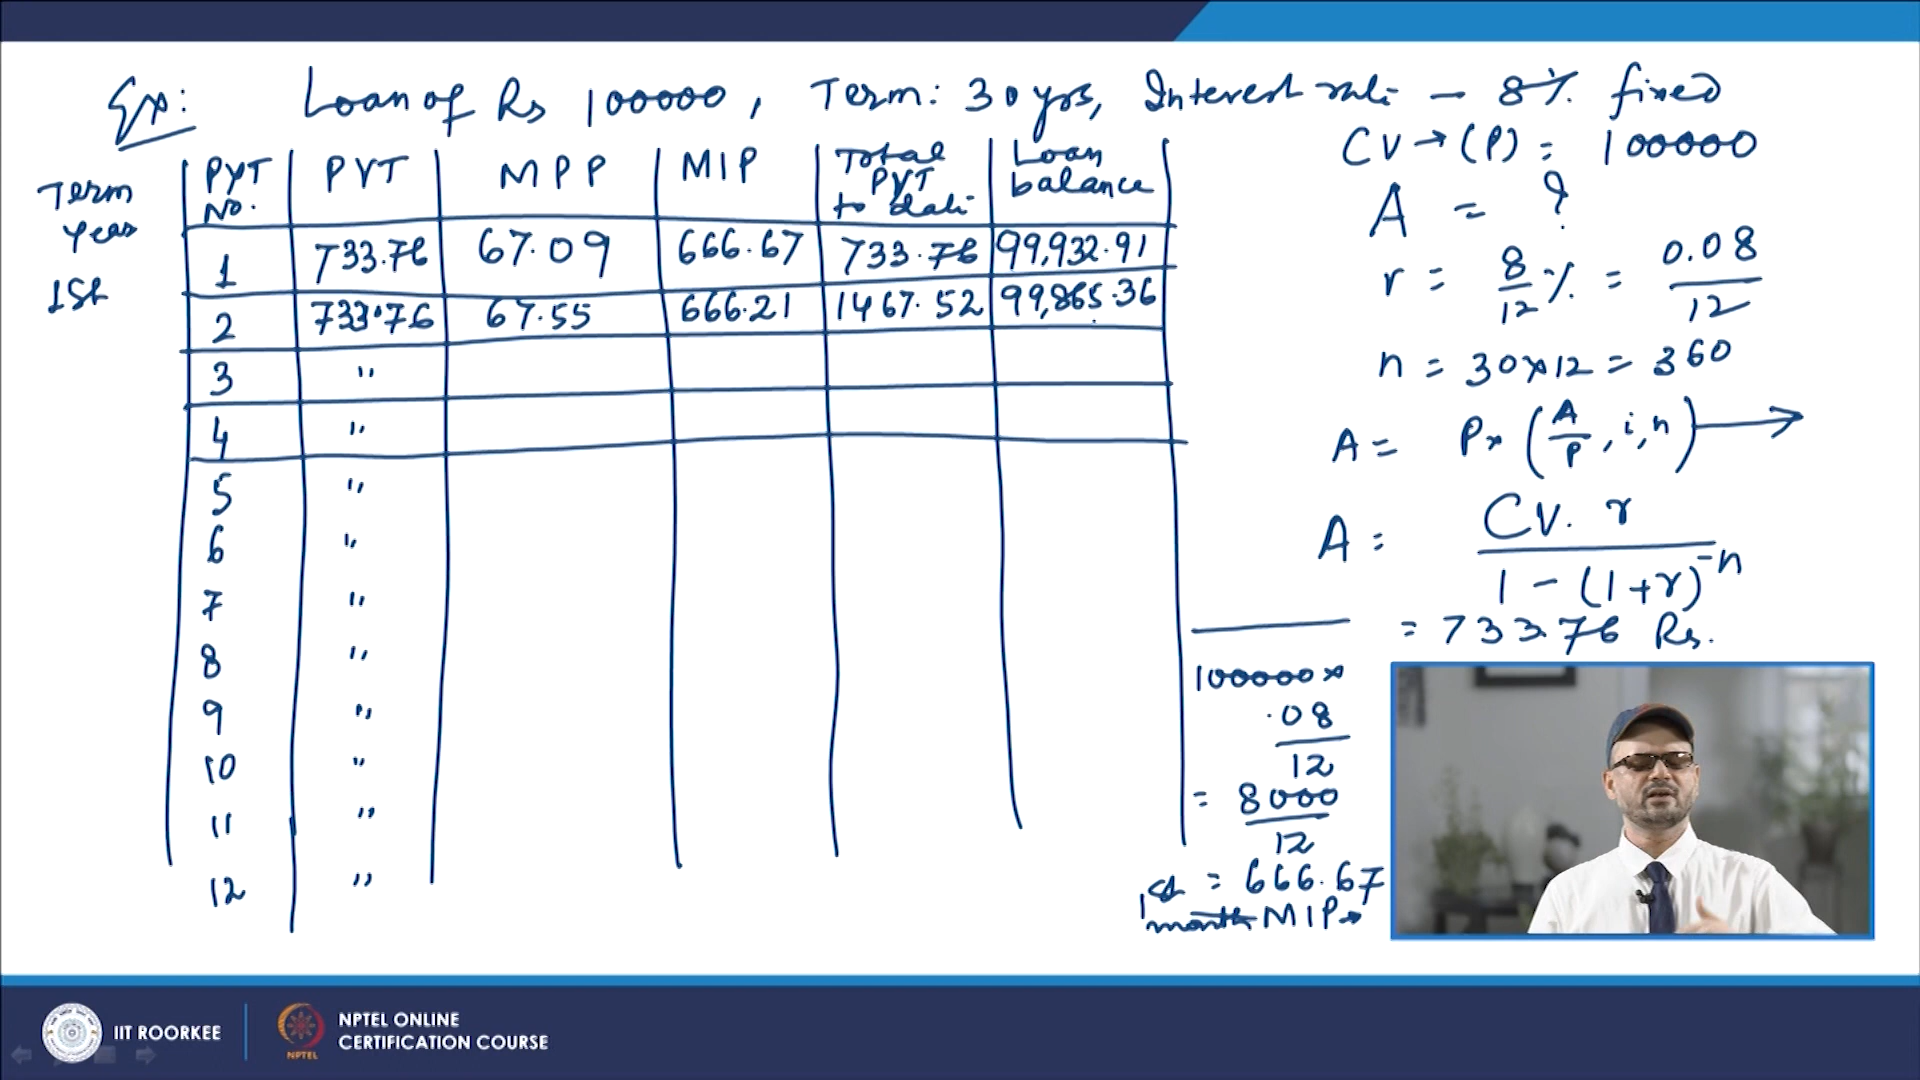 Ex: Loan of Rs 100000, Term: 30 yrs, Interest rate - 8% fixed
Term Year
PYT No. PYT MPP MIP Total PYT to date Loan balance
1st
1 733.76 67.09 666.67 733.76 99,932.91
2 733.76 67.55 666.21 1467.52 99,865.36
3 "
4 "
5 "
6 "
7 "
8 "
9 "
10 "
11 "
12 "
CV → (P) = 100000
A = ?
r = 8/12 % = 0.08/12
n = 30×12 = 360
A = P× (A/P, i, n) →
A = CV. r / 1 - (1+r)^-n
= 733.76 Rs.
100000×
.08
12
= 8000
12
1st = 666.67
month MIP
IIT ROORKEE
NPTEL
NPTEL ONLINE
CERTIFICATION COURSE